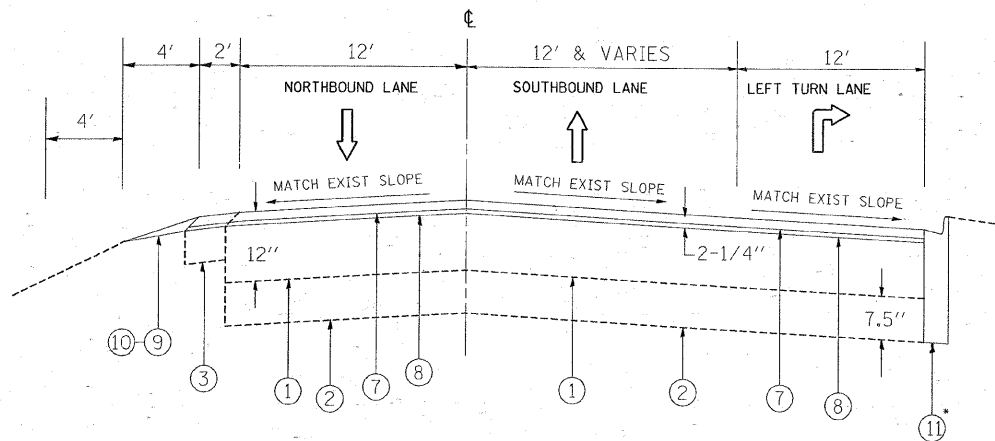 ℄
4' 2' 12' 12' & VARIES 12'
NORTHBOUND LANE SOUTHBOUND LANE LEFT TURN LANE
4'
MATCH EXIST SLOPE MATCH EXIST SLOPE MATCH EXIST SLOPE
12" 2-1/4"
7.5"
10 9 3 1 2 7 8 1 2 7 8 11*